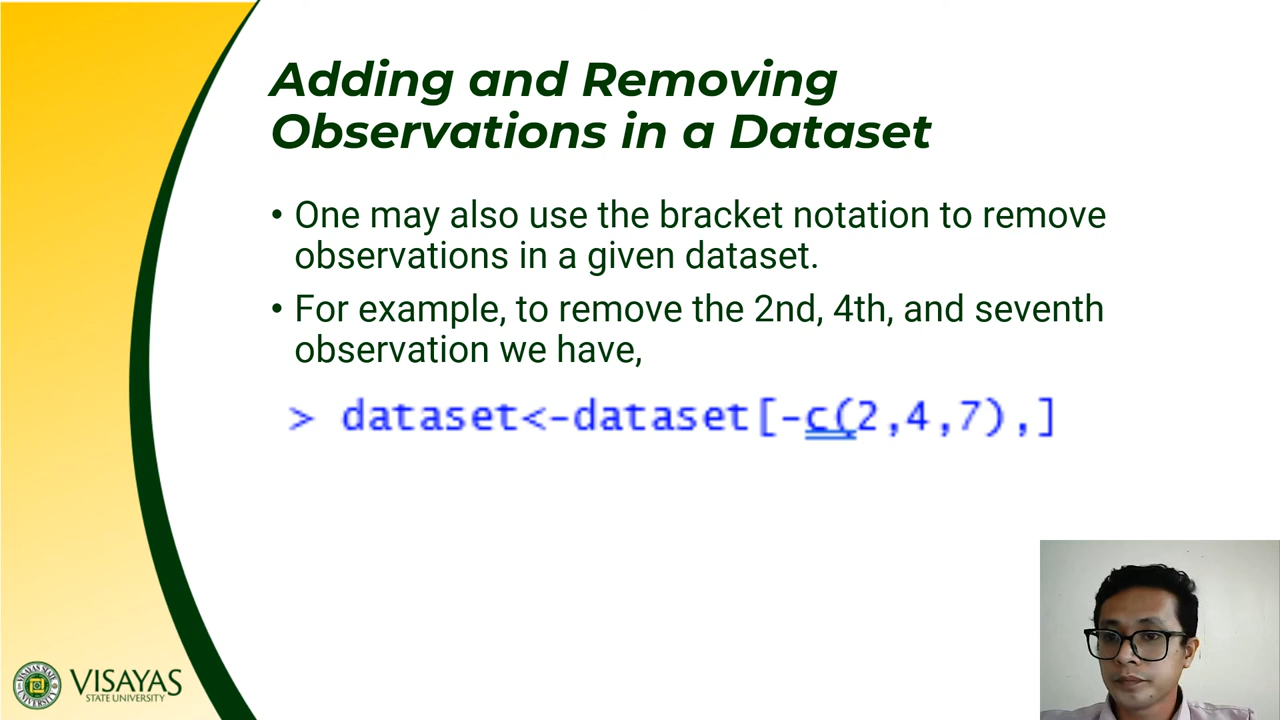 Adding and Removing
Observations in a Dataset
• One may also use the bracket notation to remove
observations in a given dataset.
• For example, to remove the 2nd, 4th, and seventh
observation we have,
> dataset<-dataset[-c(2,4,7),]
VISAYAS
STATE UNIVERSITY